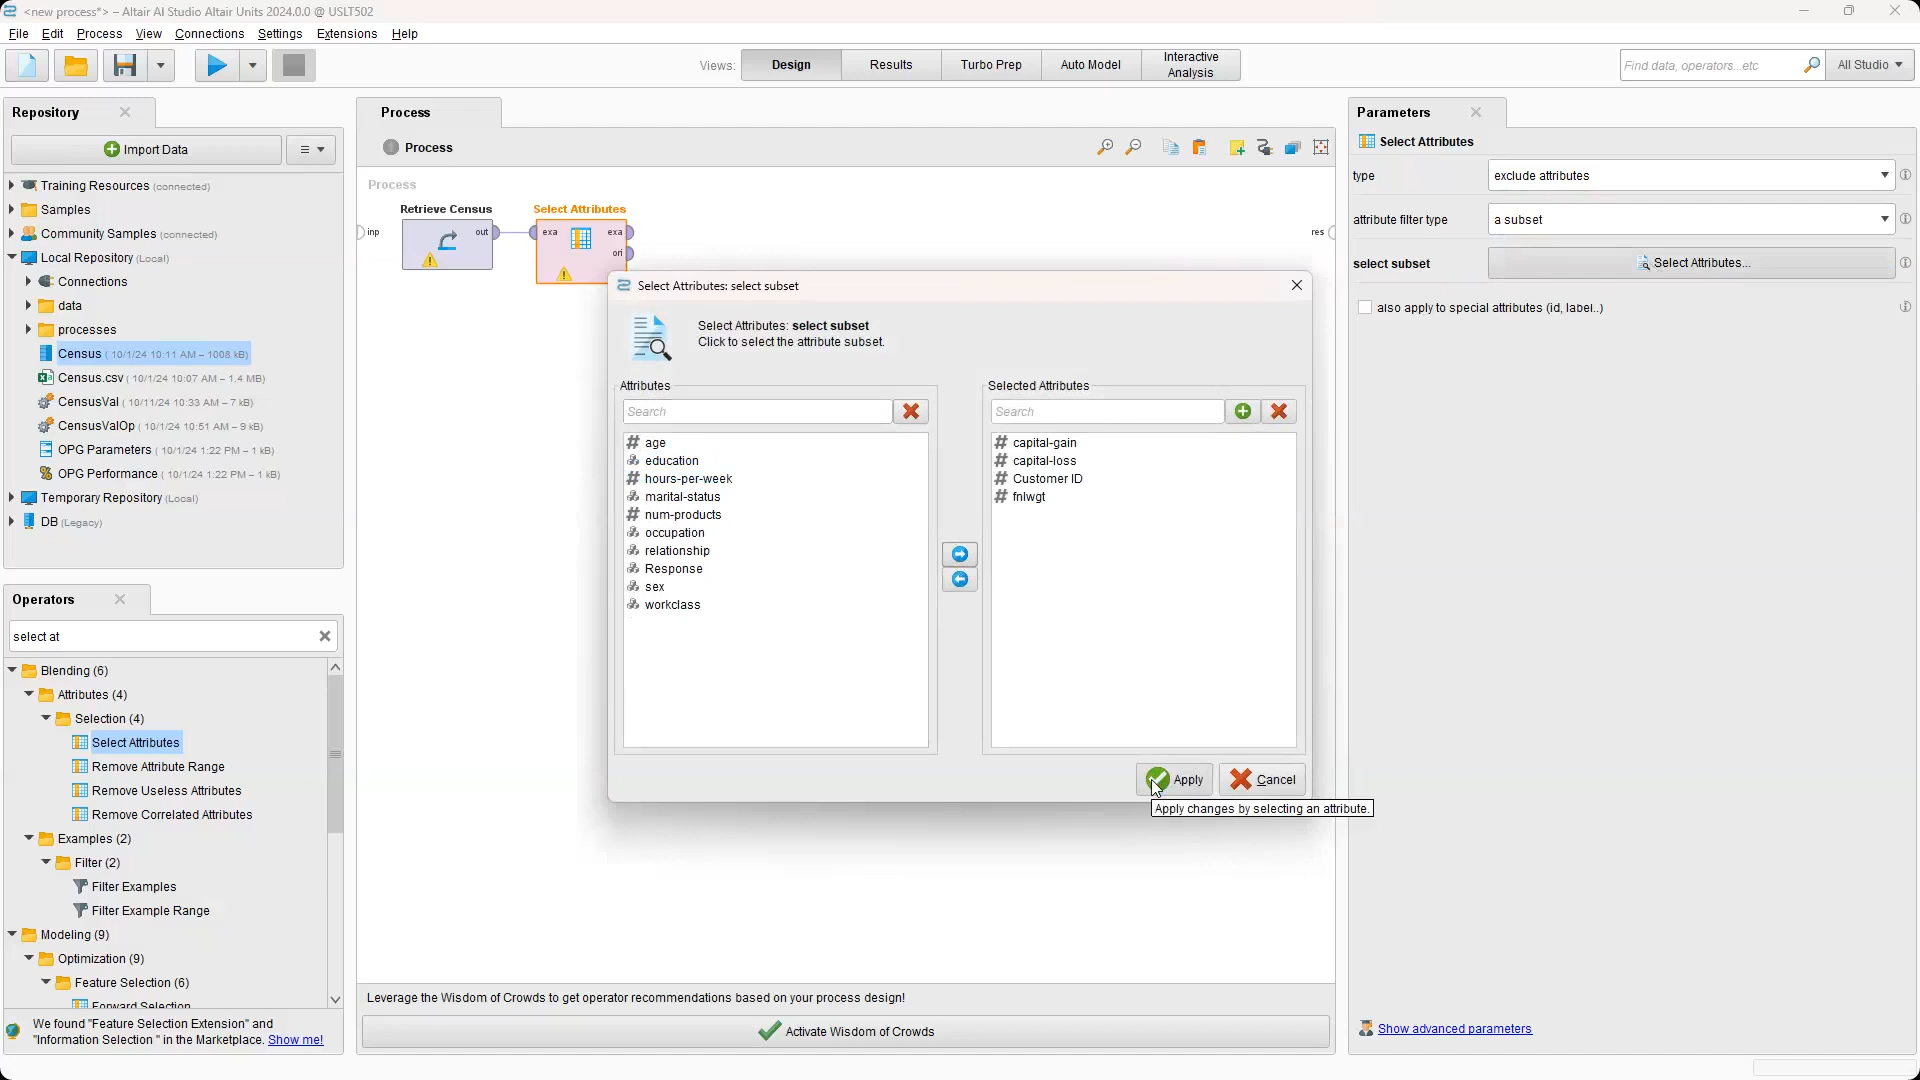 <new process*> – Altair AI Studio Altair Units 2024.0.0 @ USLT502
File Edit Process View Connections Settings Extensions Help
Views: Design Results Turbo Prep Auto Model Interactive Analysis
Find data, operators...etc All Studio
Repository
Import Data
Training Resources (connected)
Samples
Community Samples (connected)
Local Repository (Local)
Connections
data
processes
Census ( 10/1/24 10:11 AM – 1008 kB)
Census.csv ( 10/1/24 10:07 AM – 1.4 MB)
CensusVal ( 10/11/24 10:33 AM – 7 kB)
CensusValOp ( 10/1/24 10:51 AM – 9 kB)
OPG Parameters ( 10/1/24 1:22 PM – 1 kB)
OPG Performance ( 10/1/24 1:22 PM – 1 kB)
Temporary Repository (Local)
DB (Legacy)
Operators
select at
Blending (6)
Attributes (4)
Selection (4)
Select Attributes
Remove Attribute Range
Remove Useless Attributes
Remove Correlated Attributes
Examples (2)
Filter (2)
Filter Examples
Filter Example Range
Modeling (9)
Optimization (9)
Feature Selection (6)
Forward Selection
We found "Feature Selection Extension" and
"Information Selection " in the Marketplace. Show me!
Process
Process
Process
inp
Retrieve Census
out
Select Attributes
exa exa
ori
res
Select Attributes: select subset
Select Attributes: select subset
Click to select the attribute subset.
Attributes
Search
age
education
hours-per-week
marital-status
num-products
occupation
relationship
Response
sex
workclass
Selected Attributes
Search
capital-gain
capital-loss
Customer ID
fnlwgt
Apply Cancel
Apply changes by selecting an attribute.
Leverage the Wisdom of Crowds to get operator recommendations based on your process design!
Activate Wisdom of Crowds
Parameters
Select Attributes
type exclude attributes
attribute filter type a subset
select subset Select Attributes...
also apply to special attributes (id, label..)
Show advanced parameters